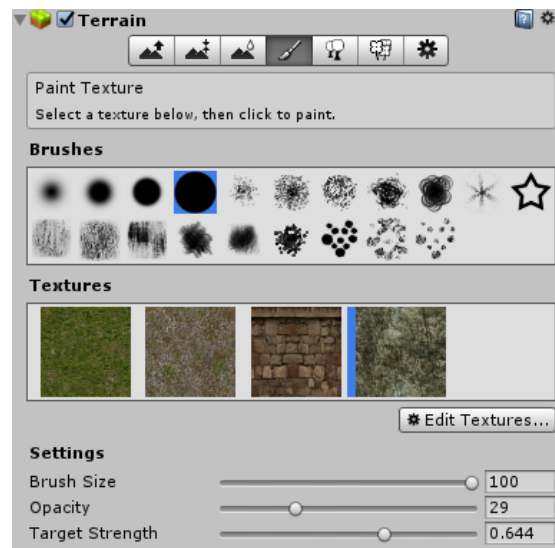 Terrain
Paint Texture
Select a texture below, then click to paint.
Brushes
Textures
Edit Textures...
Settings
Brush Size 100
Opacity 29
Target Strength 0.644